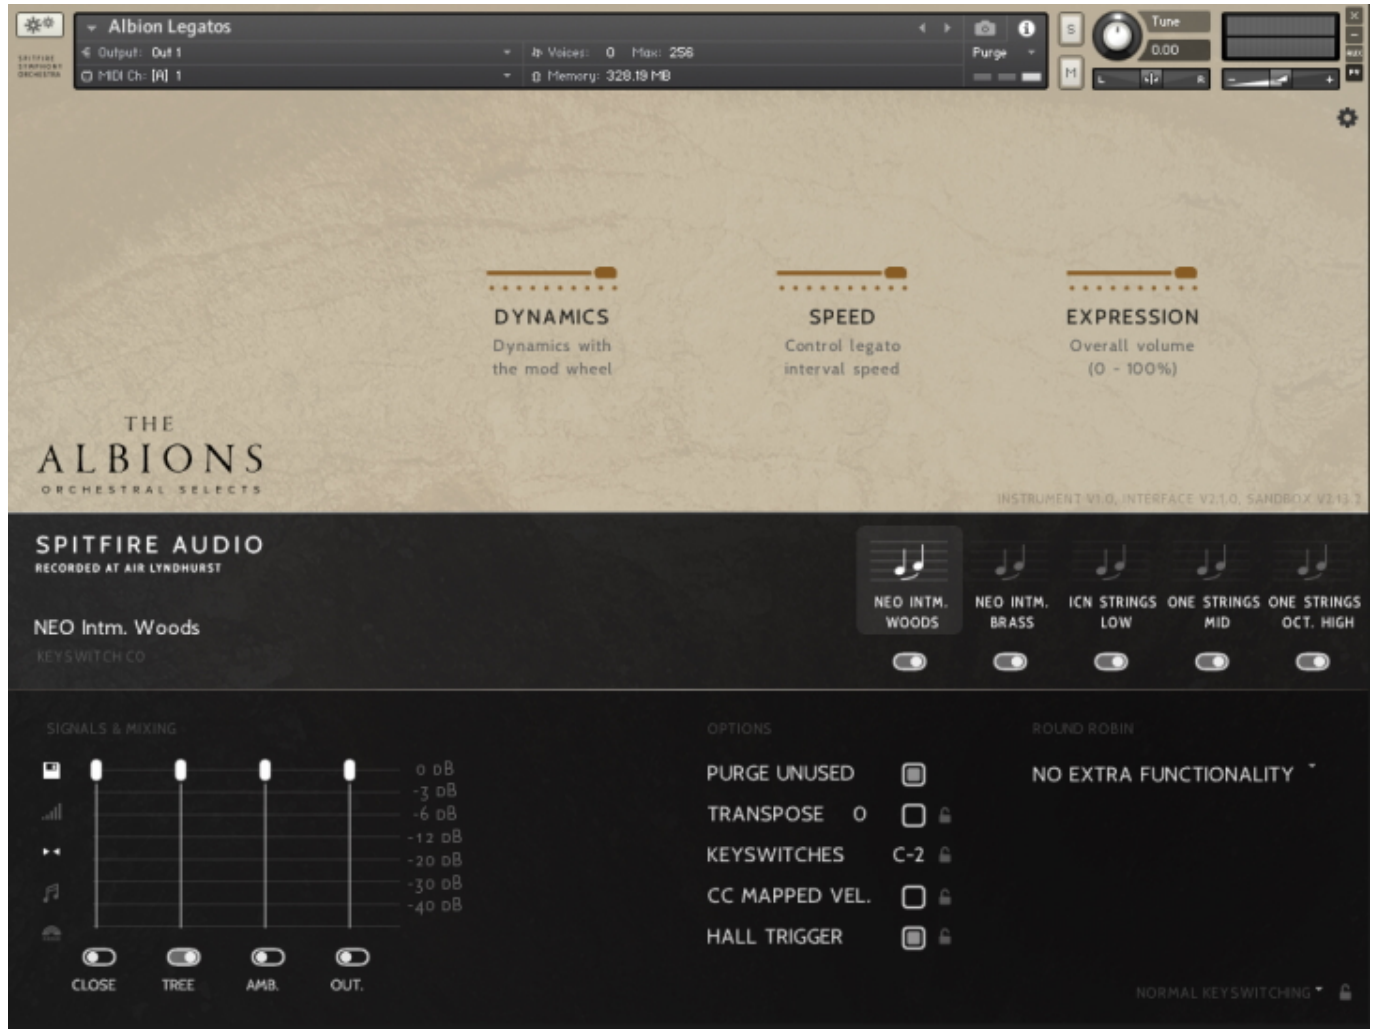 Albion Legatos
Output: Out 1
Voices: 0 Max: 256
Purge
MIDI Ch: [A] 1
Memory: 328.19 MB
SPITFIRE
SYMPHONY
ORCHESTRA
S
M
Tune
0.00
L R
- +
AUX
PV
DYNAMICS
Dynamics with
the mod wheel
SPEED
Control legato
interval speed
EXPRESSION
Overall volume
(0 - 100%)
THE
ALBIONS
ORCHESTRAL SELECTS
INSTRUMENT V1.0, INTERFACE V2.1.0, SANDBOX V2.13.2
SPITFIRE AUDIO
RECORDED AT AIR LYNDHURST
NEO Intm. Woods
KEYSWITCH C0
NEO INTM.
WOODS
NEO INTM.
BRASS
ICN STRINGS
LOW
ONE STRINGS
MID
ONE STRINGS
OCT. HIGH
SIGNALS & MIXING
0 DB
-3 DB
-6 DB
-12 DB
-20 DB
-30 DB
-40 DB
CLOSE
TREE
AMB.
OUT.
OPTIONS
PURGE UNUSED
TRANSPOSE 0
KEYSWITCHES C-2
CC MAPPED VEL.
HALL TRIGGER
ROUND ROBIN
NO EXTRA FUNCTIONALITY
NORMAL KEYSWITCHING